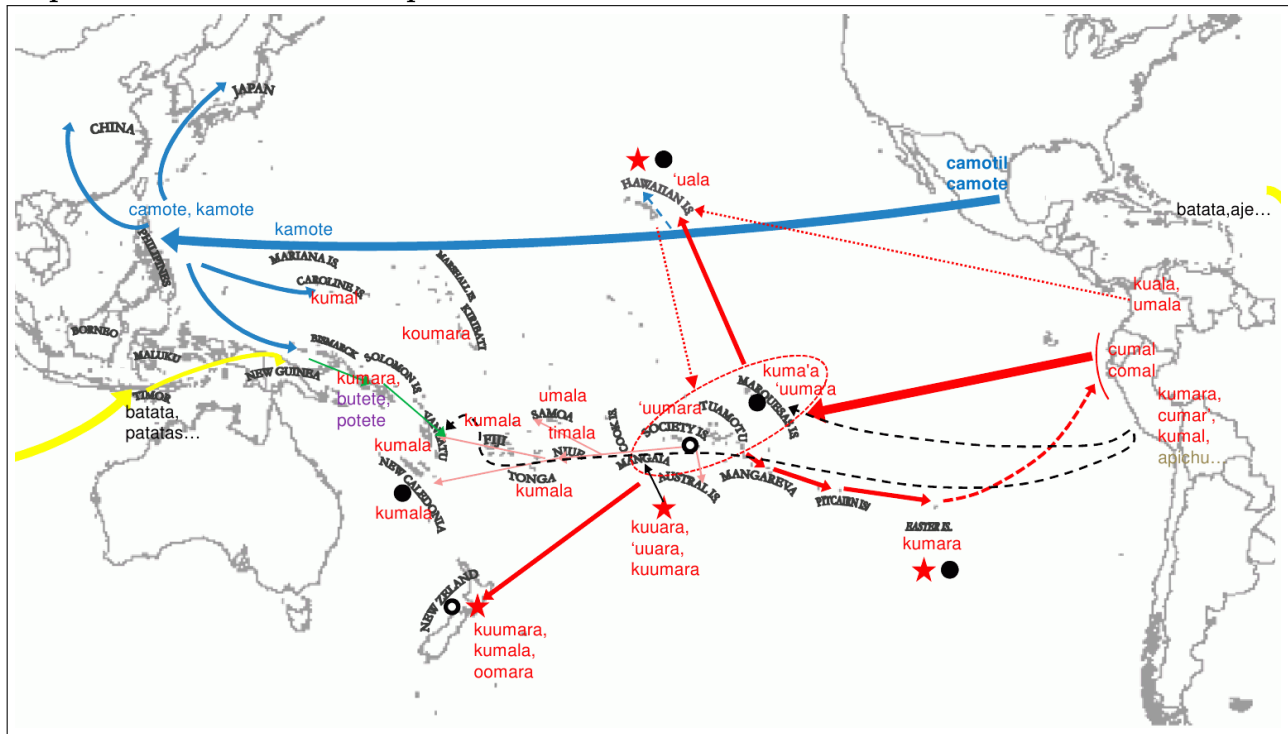 JAPAN
CHINA
camotil
camote
‘uala
HAWAIIAN IS
batata,aje…
camote, kamote
kamote
PHILIPINES
MARIANA IS
CAROLINE IS
kumal
MARSHALL IS
KIRIBATI
koumara
kuala,
umala
BORNEO
MALUKU
BISMARCK
SOLOMON IS
NEW GUINEA
TIMOR
kumara,
butete,
potete
batata,
patatas…
cumal
comal
kuma'a
‘uuma'a
MARQUESAS IS
kumara,
cumar,
kumal,
apichu…
umala
SAMOA
timala
‘uumara
TUAMOTU
SOCIETY IS
COOK IS
kumala
FIJI
NIUE
VANUATU
kumala
MANGAIA
TONGA
kumala
AUSTRAL IS
MANGAREVA
PITCAIRN IS
NEW CALEDONIA
kumala
EASTER IS.
kumara
kuuara,
‘uuara,
kuumara
NEW ZELAND
kuumara,
kumala,
oomara